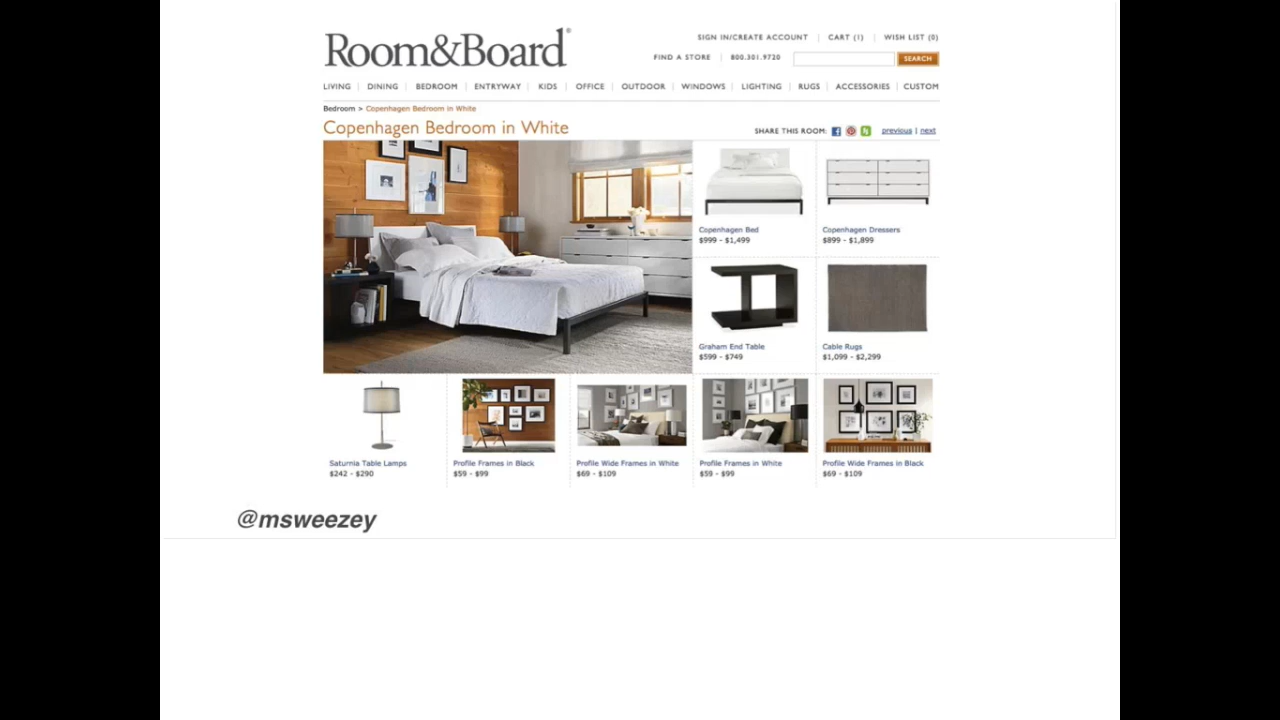 Room&Board®
SIGN IN/CREATE ACCOUNT | CART (1) | WISH LIST (0)
FIND A STORE | 800.301.9720
SEARCH
LIVING | DINING | BEDROOM | ENTRYWAY | KIDS | OFFICE | OUTDOOR | WINDOWS | LIGHTING | RUGS | ACCESSORIES | CUSTOM
Bedroom > Copenhagen Bedroom in White
Copenhagen Bedroom in White
SHARE THIS ROOM:
previous | next
Copenhagen Bed
$999 - $1,499
Copenhagen Dressers
$899 - $1,899
Graham End Table
$599 - $749
Cable Rugs
$1,099 - $2,299
Saturnia Table Lamps
$242 - $290
Profile Frames in Black
$59 - $99
Profile Wide Frames in White
$69 - $109
Profile Frames in White
$59 - $99
Profile Wide Frames in Black
$69 - $109
@msweezey